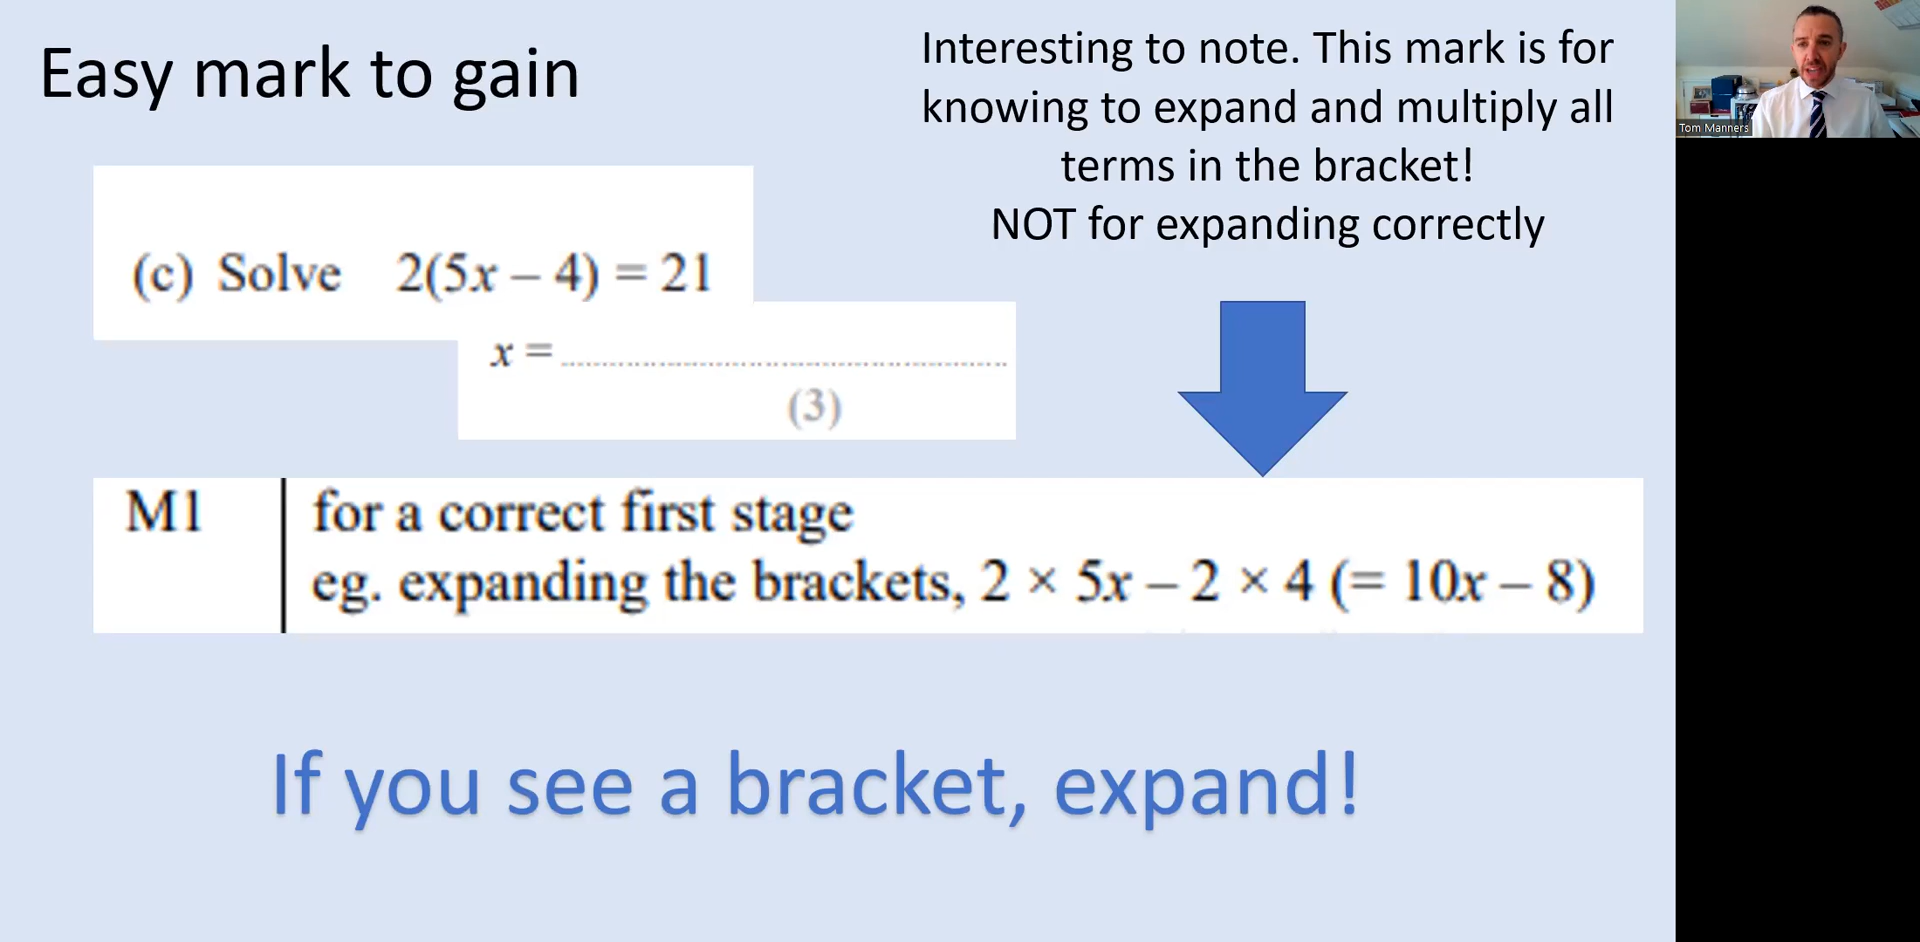 Easy mark to gain
Interesting to note. This mark is for
knowing to expand and multiply all
terms in the bracket!
NOT for expanding correctly
Tom Manners
(c) Solve 2(5x – 4) = 21
x = ........................................
(3)
M1 for a correct first stage
eg. expanding the brackets, 2 × 5x – 2 × 4 (= 10x – 8)
If you see a bracket, expand!